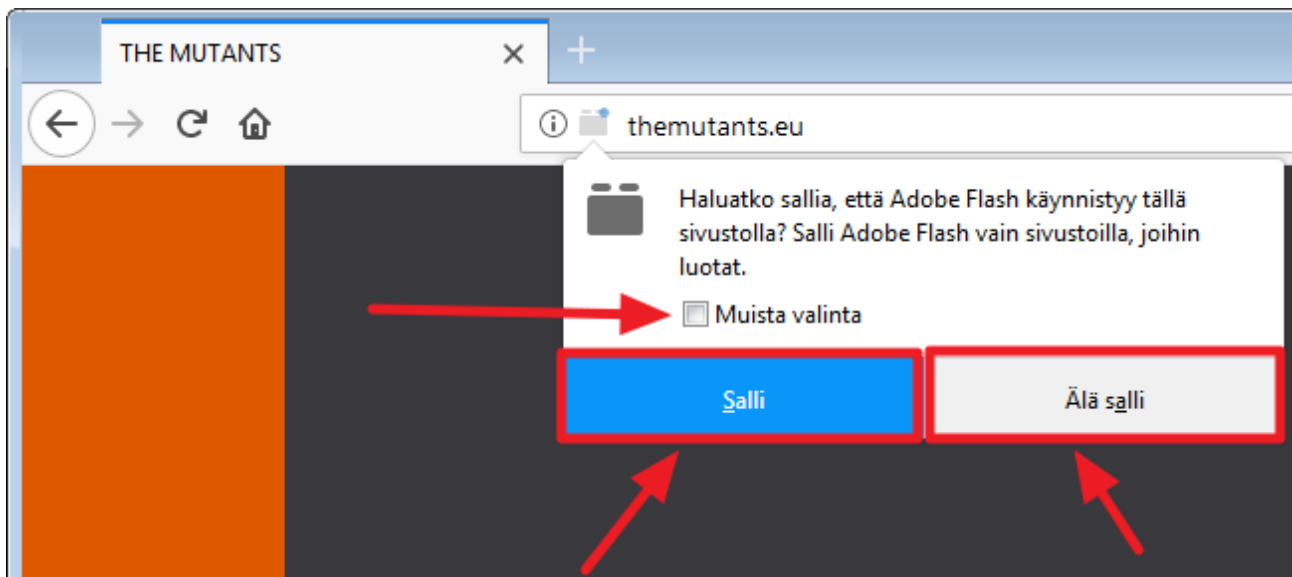 THE MUTANTS
themutants.eu
Haluatko sallia, että Adobe Flash käynnistyy tällä
sivustolla? Salli Adobe Flash vain sivustoilla, joihin
luotat.
Muista valinta
Salli
Älä salli